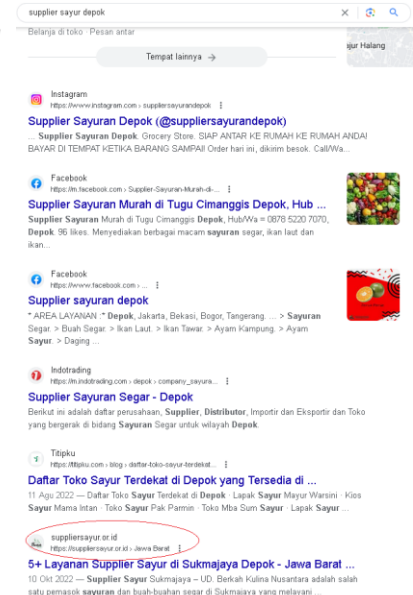 supplier sayur depok
Belanja di toko · Pesan antar
Tempat lainnya →
ojur Halang
Instagram
https://www.instagram.com › suppliersayurandepok
Supplier Sayuran Depok (@suppliersayurandepok)
... Supplier Sayuran Depok. Grocery Store. SIAP ANTAR KE RUMAH KE RUMAH ANDA!
BAYAR DI TEMPAT KETIKA BARANG SAMPAI! Order hari ini, dikirim besok. Call/Wa...
Facebook
https://m.facebook.com › Supplier-Sayuran-Murah-di-...
Supplier Sayuran Murah di Tugu Cimanggis Depok, Hub ...
Supplier Sayuran Murah di Tugu Cimanggis Depok, Hub/Wa = 0878 5220 7070,
Depok. 96 likes. Menyediakan berbagai macam sayuran segar, ikan laut dan
ikan...
Facebook
https://www.facebook.com › ...
Supplier sayuran depok
* AREA LAYANAN :* Depok, Jakarta, Bekasi, Bogor, Tangerang. ... > Sayuran
Segar. > Buah Segar. > Ikan Laut. > Ikan Tawar. > Ayam Kampung. > Ayam
Sayur. > Daging ...
Indotrading
https://m.indotrading.com › depok › company_sayura...
Supplier Sayuran Segar - Depok
Berikut ini adalah daftar perusahaan, Supplier, Distributor, Importir dan Eksportir dan Toko
yang bergerak di bidang Sayuran Segar untuk wilayah Depok.
Titipku
https://titipku.com › blog › daftar-toko-sayur-terdekat...
Daftar Toko Sayur Terdekat di Depok yang Tersedia di ...
11 Agu 2022 — Daftar Toko Sayur Terdekat di Depok · Lapak Sayur Mayur Warsini · Kios
Sayur Mama Intan · Toko Sayur Pak Parmin · Toko Mba Sum Sayur · Lapak Sayur ...
suppliersayur.or.id
https://suppliersayur.or.id › Jawa Barat
5+ Layanan Supplier Sayur di Sukmajaya Depok - Jawa Barat ...
10 Okt 2022 — Supplier Sayur Sukmajaya – UD. Berkah Kulina Nusantara adalah salah
satu pemasok sayuran dan buah-buahan segar di Sukmajaya yang melayani ...